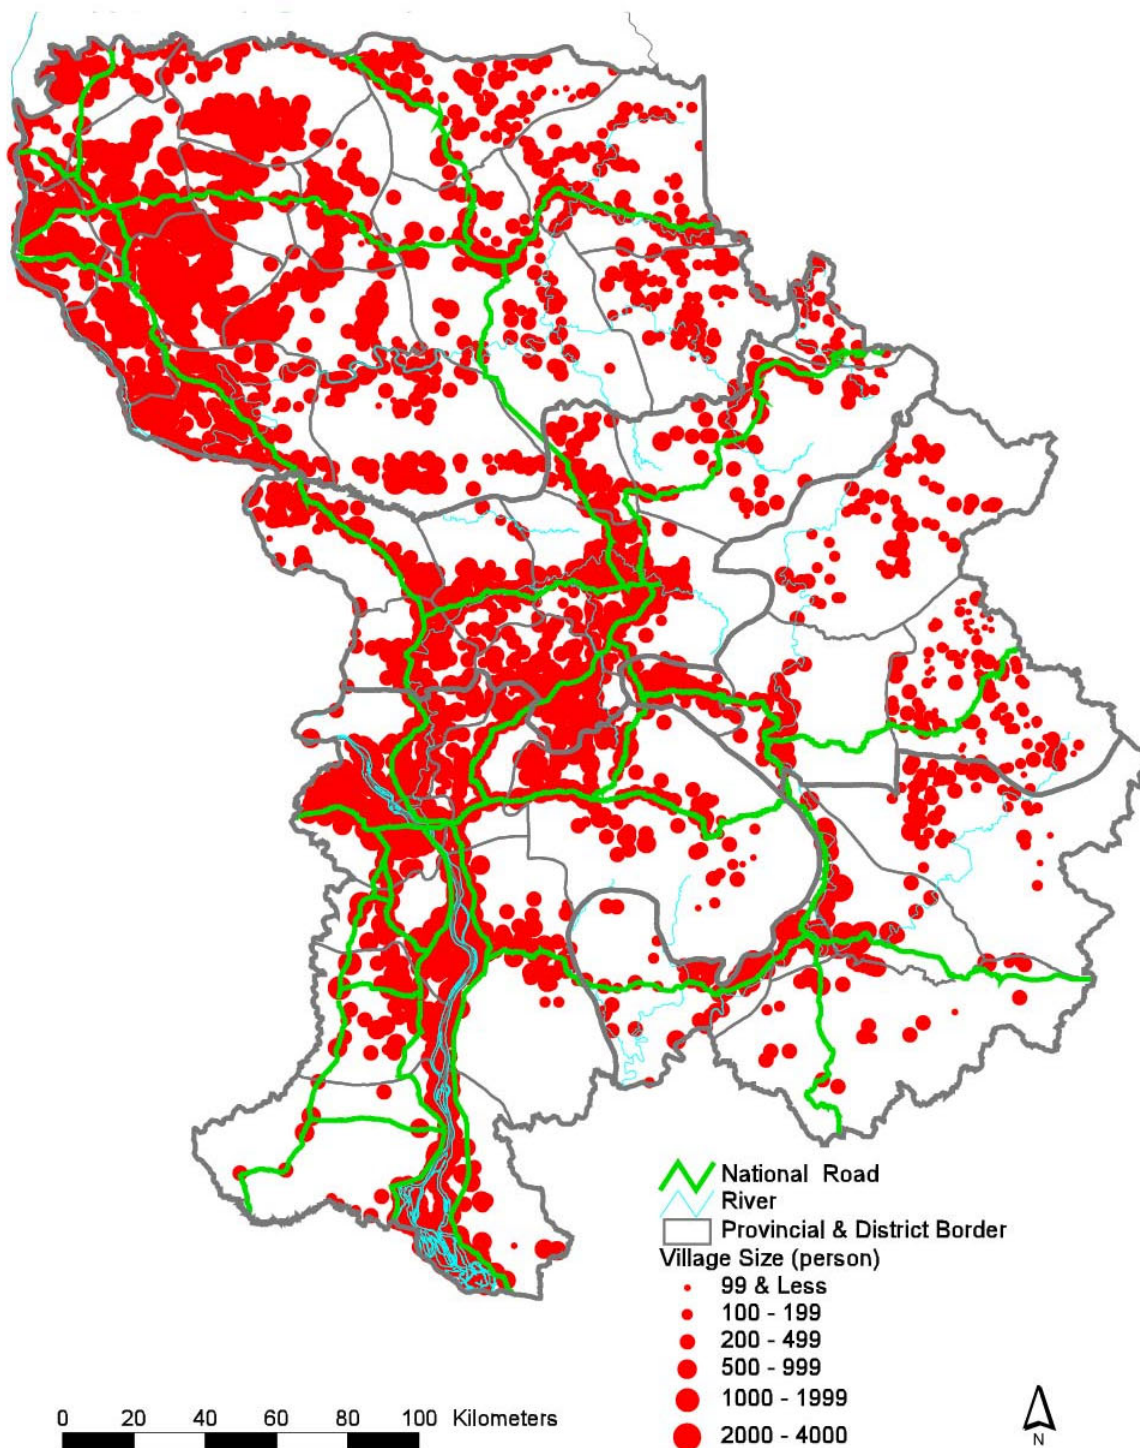 National Road
River
Provincial & District Border
Village Size (person)
99 & Less
100 - 199
200 - 499
500 - 999
1000 - 1999
2000 - 4000
0 20 40 60 80 100 Kilometers
N